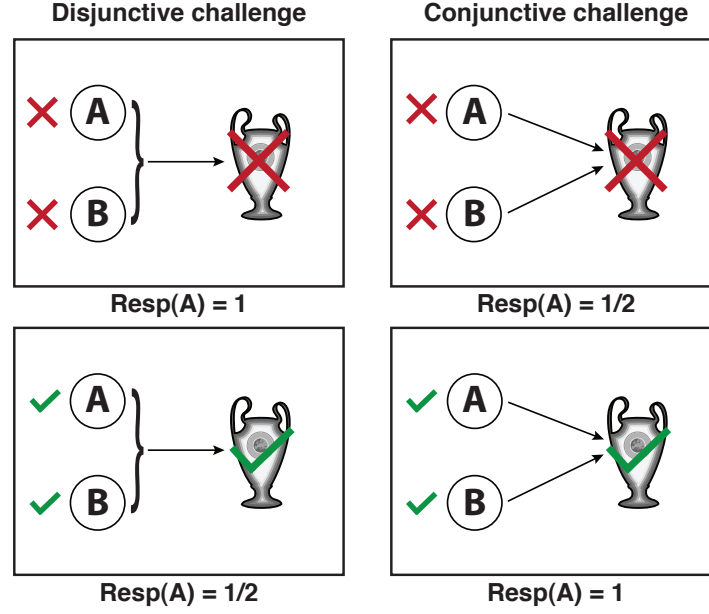 Disjunctive challenge
Conjunctive challenge
A
B
Resp(A) = 1
A
B
Resp(A) = 1/2
A
B
Resp(A) = 1/2
A
B
Resp(A) = 1